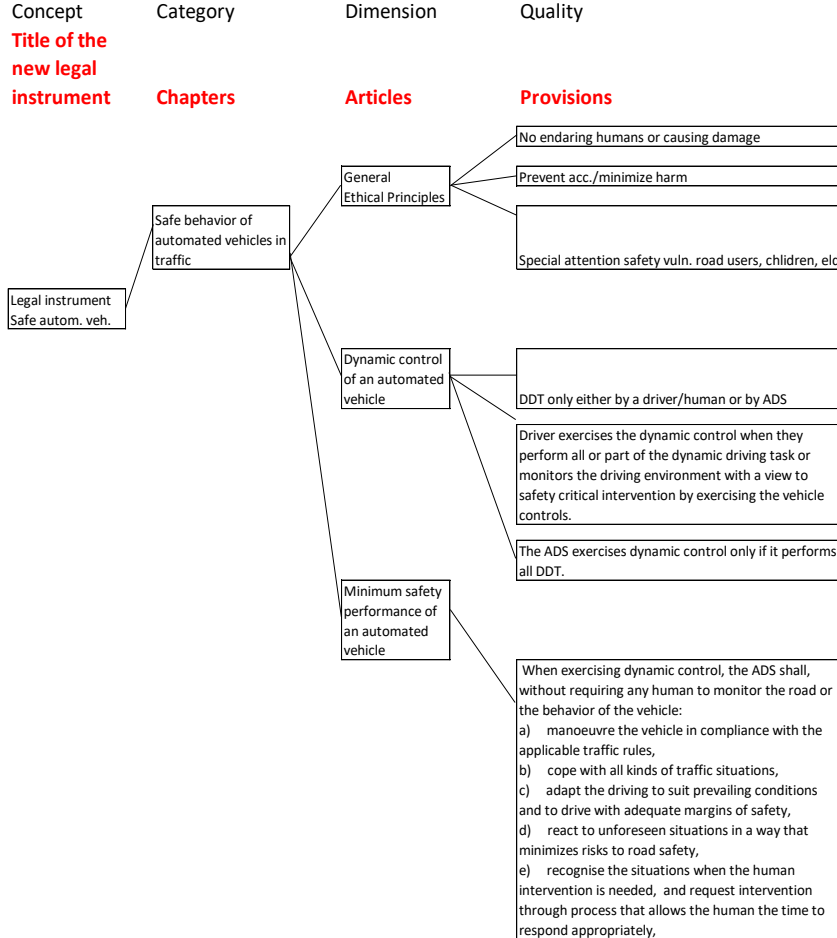 Concept Category Dimension Quality
Title of the
new legal
instrument Chapters Articles Provisions
No endaring humans or causing damage
General
Ethical Principles
Prevent acc./minimize harm
Safe behavior of
automated vehicles in
traffic
Special attention safety vuln. road users, chlidren, eld
Legal instrument
Safe autom. veh.
Dynamic control
of an automated
vehicle
DDT only either by a driver/human or by ADS
Driver exercises the dynamic control when they
perform all or part of the dynamic driving task or
monitors the driving environment with a view to
safety critical intervention by exercising the vehicle
controls.
The ADS exercises dynamic control only if it performs
all DDT.
Minimum safety
performance of
an automated
vehicle
When exercising dynamic control, the ADS shall,
without requiring any human to monitor the road or
the behavior of the vehicle:
a) manoeuvre the vehicle in compliance with the
applicable traffic rules,
b) cope with all kinds of traffic situations,
c) adapt the driving to suit prevailing conditions
and to drive with adequate margins of safety,
d) react to unforeseen situations in a way that
minimizes risks to road safety,
e) recognise the situations when the human
intervention is needed, and request intervention
through process that allows the human the time to
respond appropriately,